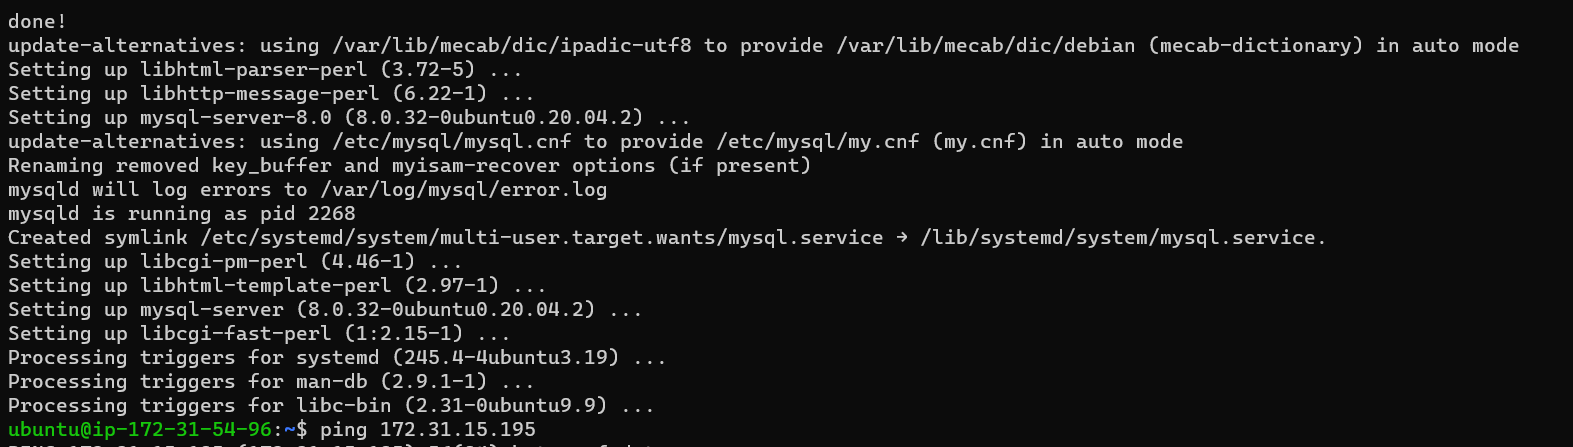 done!
update-alternatives: using /var/lib/mecab/dic/ipadic-utf8 to provide /var/lib/mecab/dic/debian (mecab-dictionary) in auto mode
Setting up libhtml-parser-perl (3.72-5) ...
Setting up libhttp-message-perl (6.22-1) ...
Setting up mysql-server-8.0 (8.0.32-0ubuntu0.20.04.2) ...
update-alternatives: using /etc/mysql/mysql.cnf to provide /etc/mysql/my.cnf (my.cnf) in auto mode
Renaming removed key_buffer and myisam-recover options (if present)
mysqld will log errors to /var/log/mysql/error.log
mysqld is running as pid 2268
Created symlink /etc/systemd/system/multi-user.target.wants/mysql.service → /lib/systemd/system/mysql.service.
Setting up libcgi-pm-perl (4.46-1) ...
Setting up libhtml-template-perl (2.97-1) ...
Setting up mysql-server (8.0.32-0ubuntu0.20.04.2) ...
Setting up libcgi-fast-perl (1:2.15-1) ...
Processing triggers for systemd (245.4-4ubuntu3.19) ...
Processing triggers for man-db (2.9.1-1) ...
Processing triggers for libc-bin (2.31-0ubuntu9.9) ...
ubuntu@ip-172-31-54-96:~$ ping 172.31.15.195